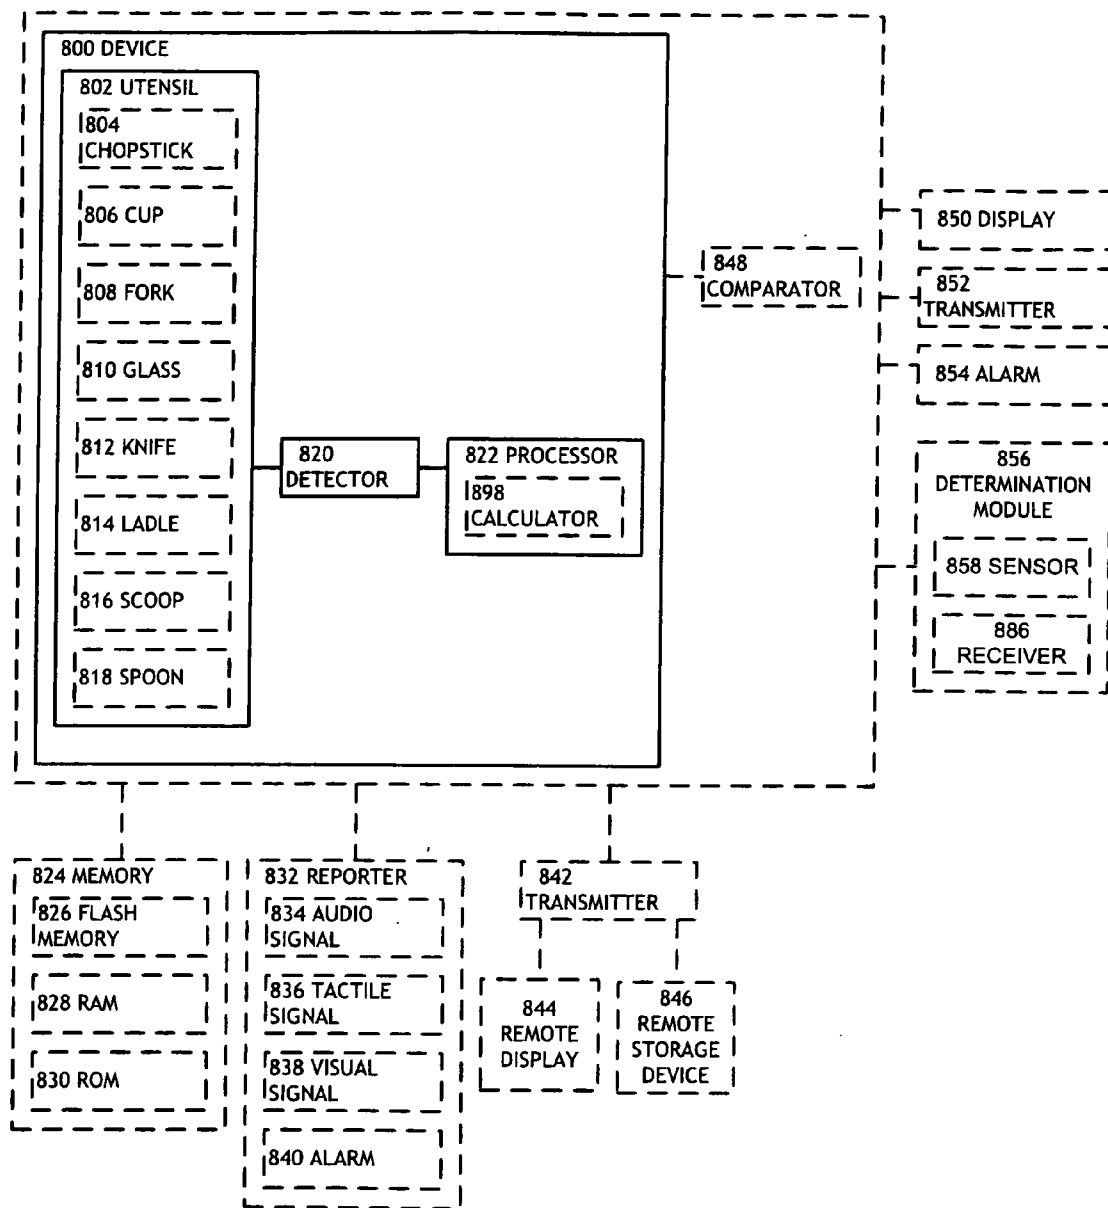 800 DEVICE
802 UTENSIL
804
CHOPSTICK
806 CUP
808 FORK
810 GLASS
812 KNIFE
814 LADLE
816 SCOOP
818 SPOON
820
DETECTOR
822 PROCESSOR
898
CALCULATOR
848
COMPARATOR
850 DISPLAY
852
TRANSMITTER
854 ALARM
856
DETERMINATION
MODULE
858 SENSOR
886
RECEIVER
824 MEMORY
826 FLASH
MEMORY
828 RAM
830 ROM
832 REPORTER
834 AUDIO
SIGNAL
836 TACTILE
SIGNAL
838 VISUAL
SIGNAL
840 ALARM
842
TRANSMITTER
844
REMOTE
DISPLAY
846
REMOTE
STORAGE
DEVICE